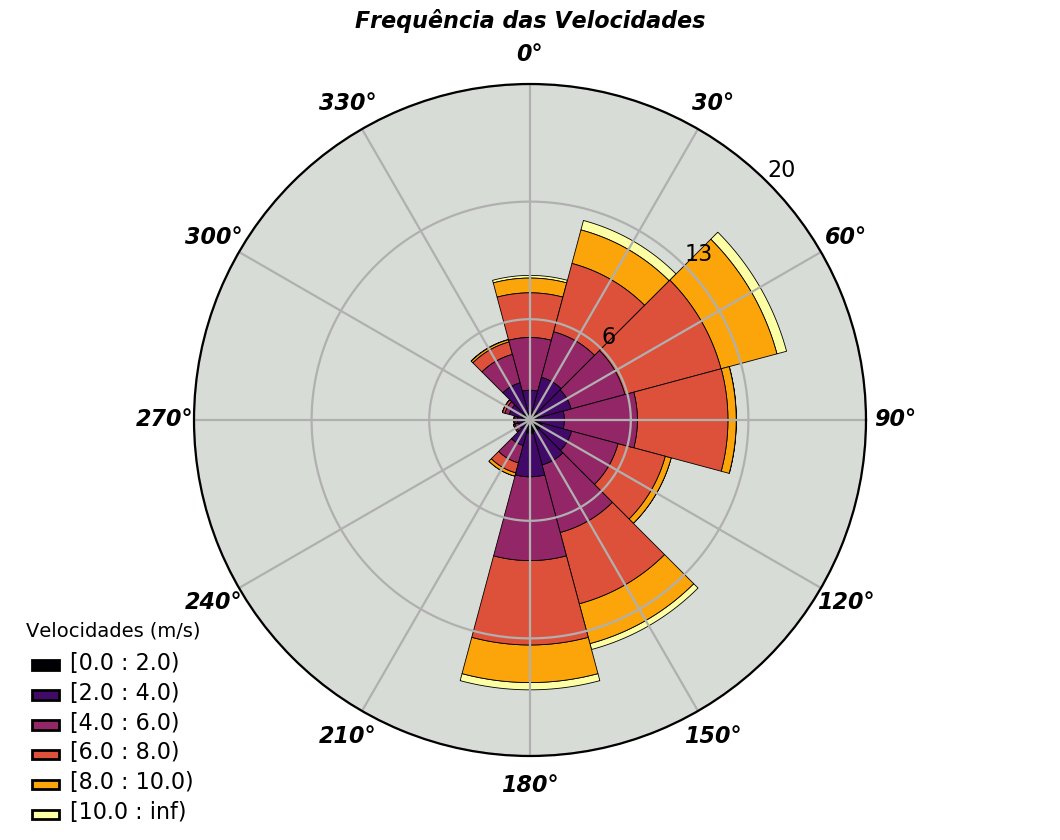 Frequência das Velocidades
0°
330°
30°
20
300°
60°
13
6
270°
90°
240°
120°
210°
150°
180°
Velocidades (m/s)
[0.0 : 2.0)
[2.0 : 4.0)
[4.0 : 6.0)
[6.0 : 8.0)
[8.0 : 10.0)
[10.0 : inf)